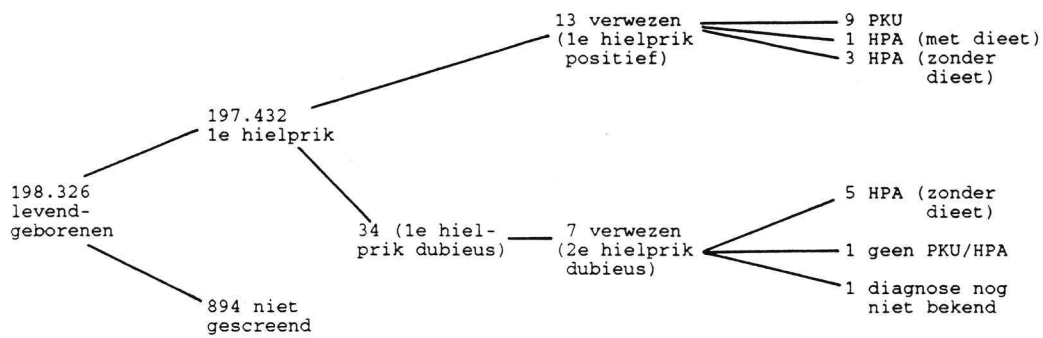 13 verwezen
(1e hielprik
positief)
9 PKU
1 HPA (met dieet)
3 HPA (zonder
dieet)
197.432
1e hielprik
198.326
levend-
geborenen
34 (1e hiel-
prik dubieus)
7 verwezen
(2e hielprik
dubieus)
5 HPA (zonder
dieet)
1 geen PKU/HPA
1 diagnose nog
niet bekend
894 niet
gescreend